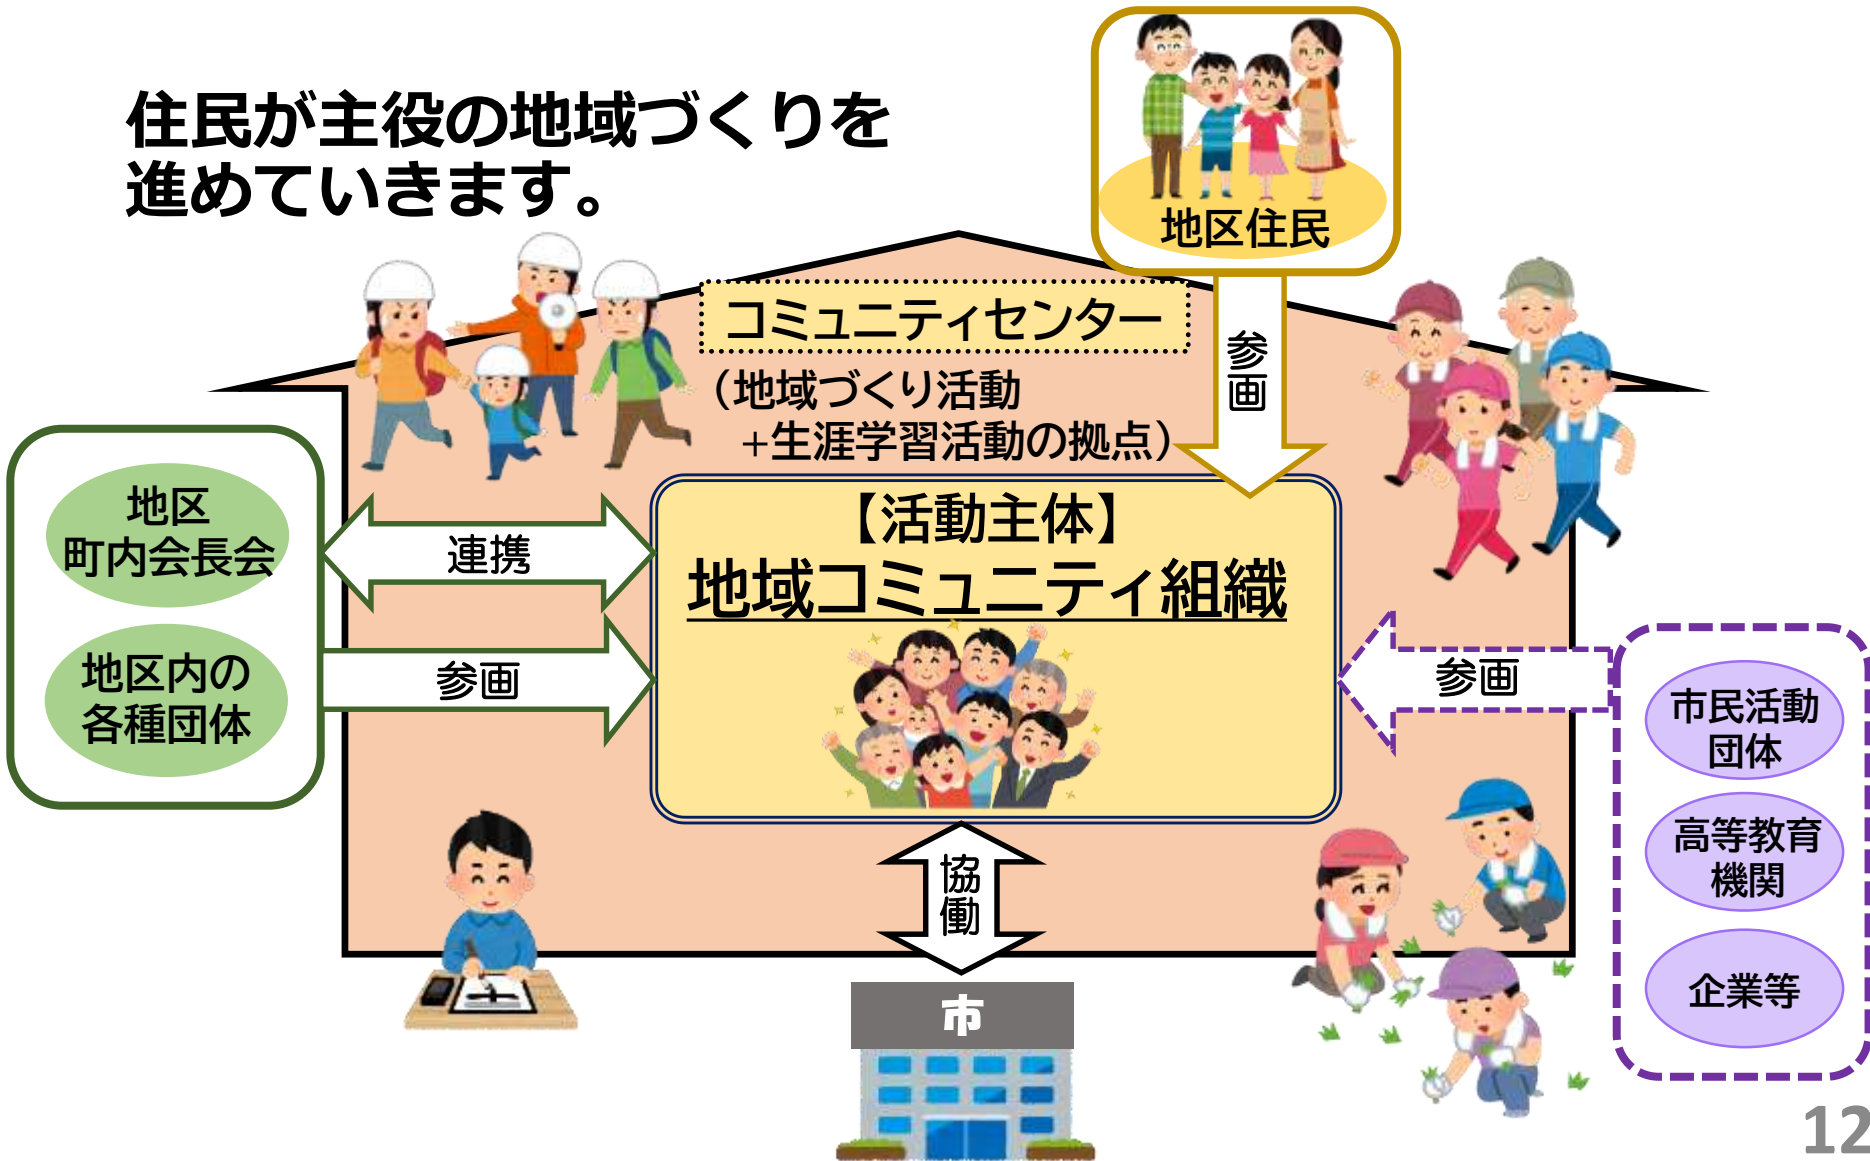 住民が主役の地域づくりを
進めていきます。
地区住民
コミュニティセンター
（地域づくり活動
+生涯学習活動の拠点）
参画
【活動主体】
地域コミュニティ組織
地区
町内会長会
地区内の
各種団体
連携
参画
参画
市民活動
団体
高等教育
機関
企業等
協働
市
12